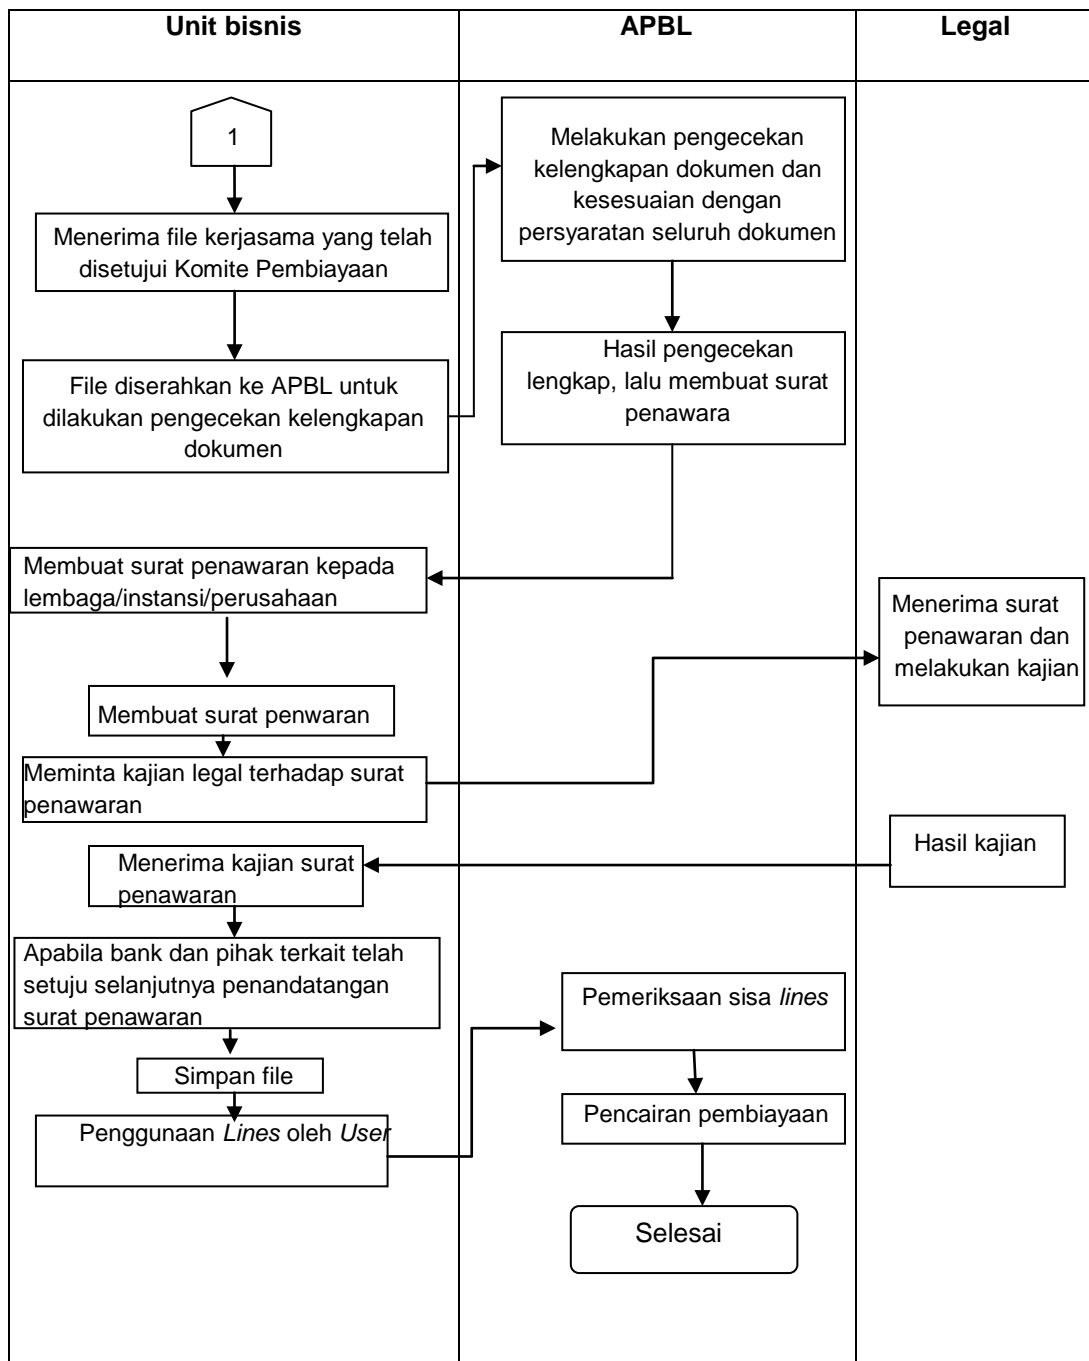 Unit bisnis
APBL
Legal
1
Menerima file kerjasama yang telah
disetujui Komite Pembiayaan
File diserahkan ke APBL untuk
dilakukan pengecekan kelengkapan
dokumen
Melakukan pengecekan
kelengkapan dokumen dan
kesesuaian dengan
persyaratan seluruh dokumen
Hasil pengecekan
lengkap, lalu membuat surat
penawara
Membuat surat penawaran kepada
lembaga/instansi/perusahaan
Membuat surat penwaran
Meminta kajian legal terhadap surat
penawaran
Menerima surat
penawaran dan
melakukan kajian
Hasil kajian
Menerima kajian surat
penawaran
Apabila bank dan pihak terkait telah
setuju selanjutnya penandatangan
surat penawaran
Simpan file
Penggunaan Lines oleh User
Pemeriksaan sisa lines
Pencairan pembiayaan
Selesai